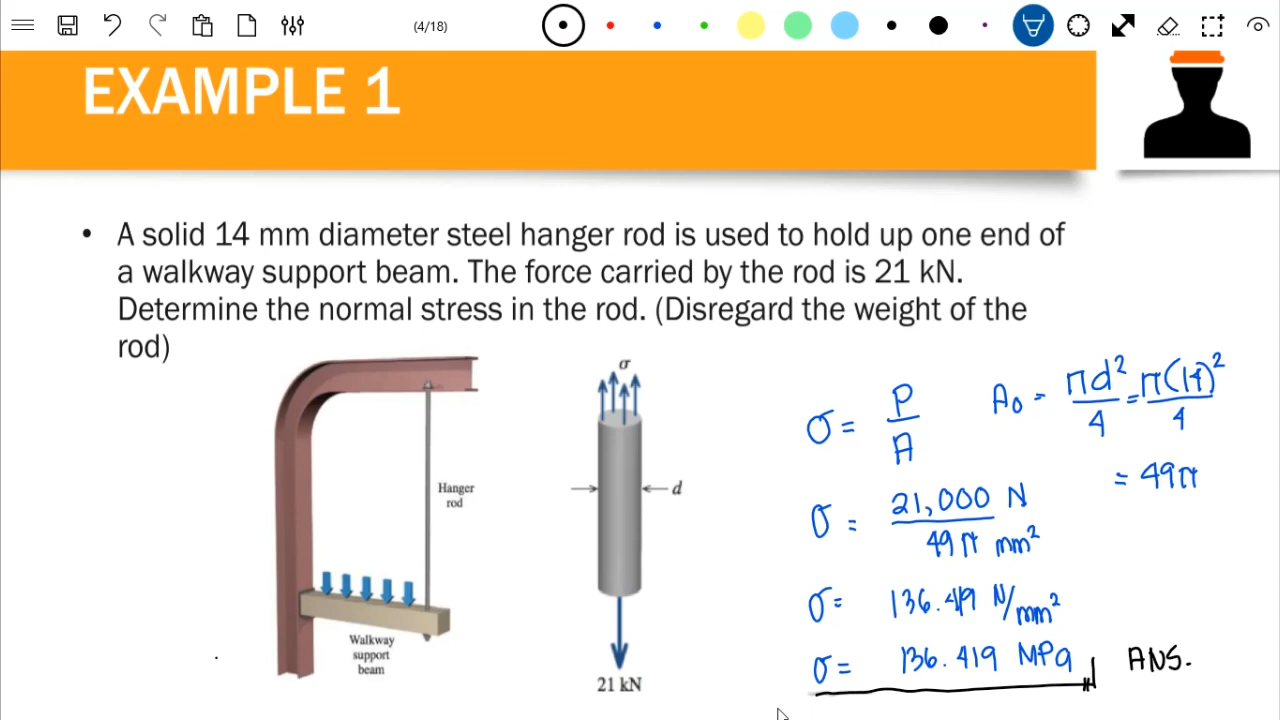 (4/18)
EXAMPLE 1
• A solid 14 mm diameter steel hanger rod is used to hold up one end of
a walkway support beam. The force carried by the rod is 21 kN.
Determine the normal stress in the rod. (Disregard the weight of the
rod)
Hanger
rod
Walkway
support
beam
σ
d
21 kN
σ = P/A
A₀ = πd²/4 = π(14)²/4
= 49π
σ = 21,000 N / 49π mm²
σ = 136.419 N/mm²
σ = 136.419 MPa ANS.